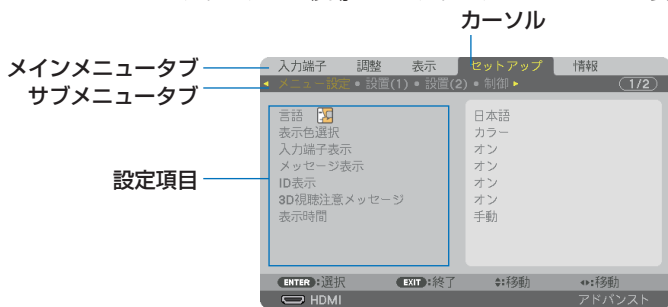 カーソル
メインメニュータブ
サブメニュータブ
設定項目
入力端子 調整 表示 セットアップ 情報
メニュー設定 • 設置(1) • 設置(2) • 制御 1/2
言語 日本語
表示色選択 カラー
入力端子表示 オン
メッセージ表示 オン
ID表示 オン
3D視聴注意メッセージ オン
表示時間 手動
ENTER:選択 EXIT:終了 :移動 :移動
HDMI アドバンスト